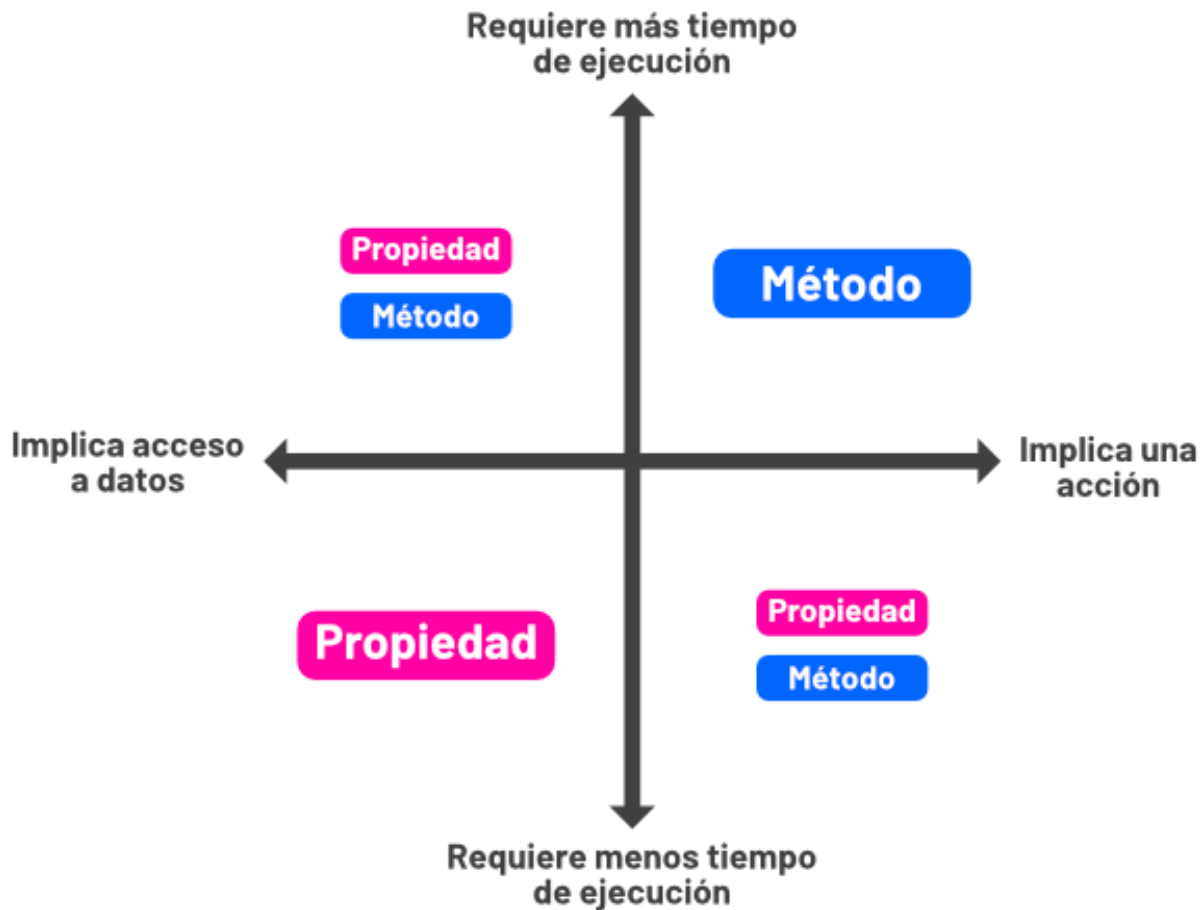 Requiere más tiempo
de ejecución
Propiedad
Método
Método
Implica acceso
a datos
Implica una
acción
Propiedad
Propiedad
Método
Requiere menos tiempo
de ejecución